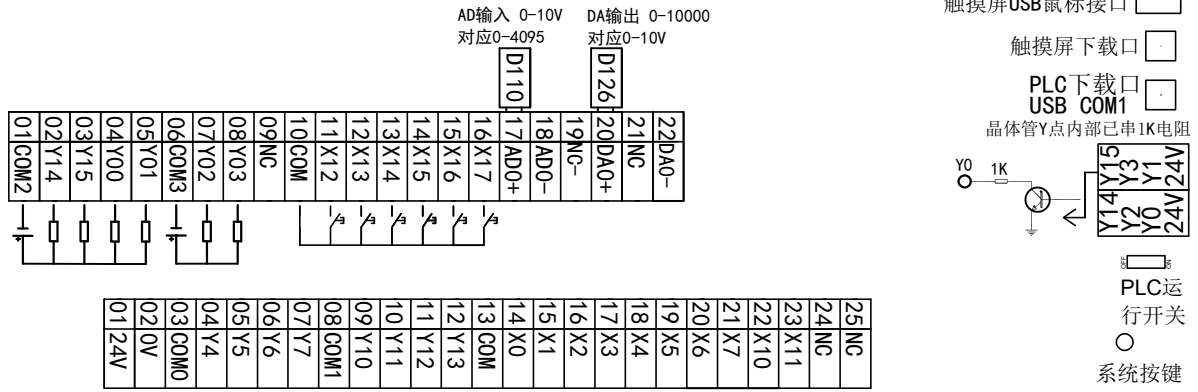 AD输入 0-10V
对应0-4095
DA输出 0-10000
对应0-10V
D110
D126
01 COM2
02 Y14
03 Y15
04 Y00
05 Y01
06 COM3
07 Y02
08 Y03
09 NC
10 COM
11 X12
12 X13
13 X14
14 X15
15 X16
16 X17
17 AD0+
18 AD0-
19 NC-
20 DA0+
21 NC
22 DA0-
01 24V
02 0V
03 COM0
04 Y4
05 Y5
06 Y6
07 Y7
08 COM1
09 Y10
10 Y11
11 Y12
12 Y13
13 COM
14 X0
15 X1
16 X2
17 X3
18 X4
19 X5
20 X6
21 X7
22 X10
23 X11
24 NC
25 NC
触摸屏USB鼠标接口
触摸屏下载口
PLC下载口
USB COM1
晶体管Y点内部已串1K电阻
Y0
1K
Y15
Y3
Y1
24V
Y14
Y2
Y0
24V
PLC运
行开关
系统按键